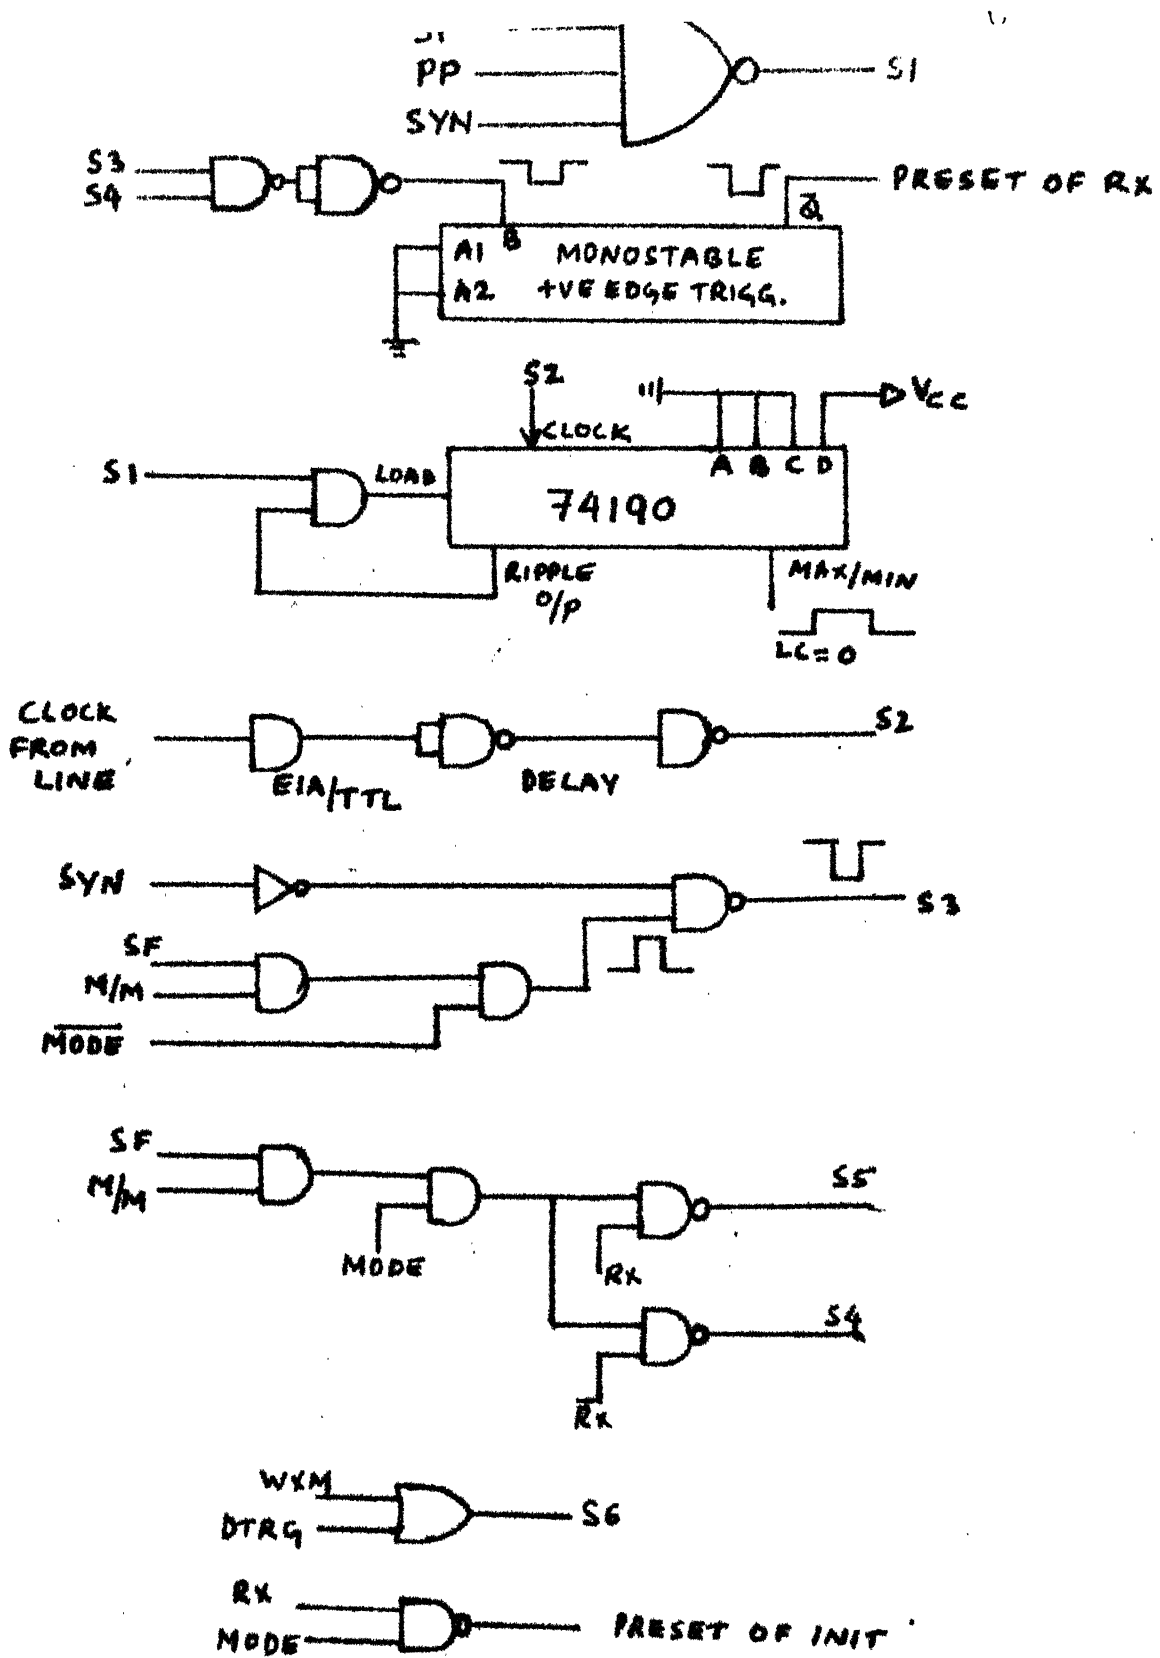 PP
S1
SYN
S3
S4
PRESET OF RX
Q̄
A1 B MONOSTABLE
A2 +VE EDGE TRIGG.
S2
VCC
CLOCK
S1
LOAD
A B C D
74190
RIPPLE
O/P
MAX/MIN
LC=0
CLOCK
FROM
LINE
S2
EIA/TTL
DELAY
SYN
S3
SF
M/M
M̅O̅D̅E̅
SF
M/M
S5
MODE
RX
S4
R̅x
WXM
DTRG
S6
RX
MODE
PRESET OF INIT